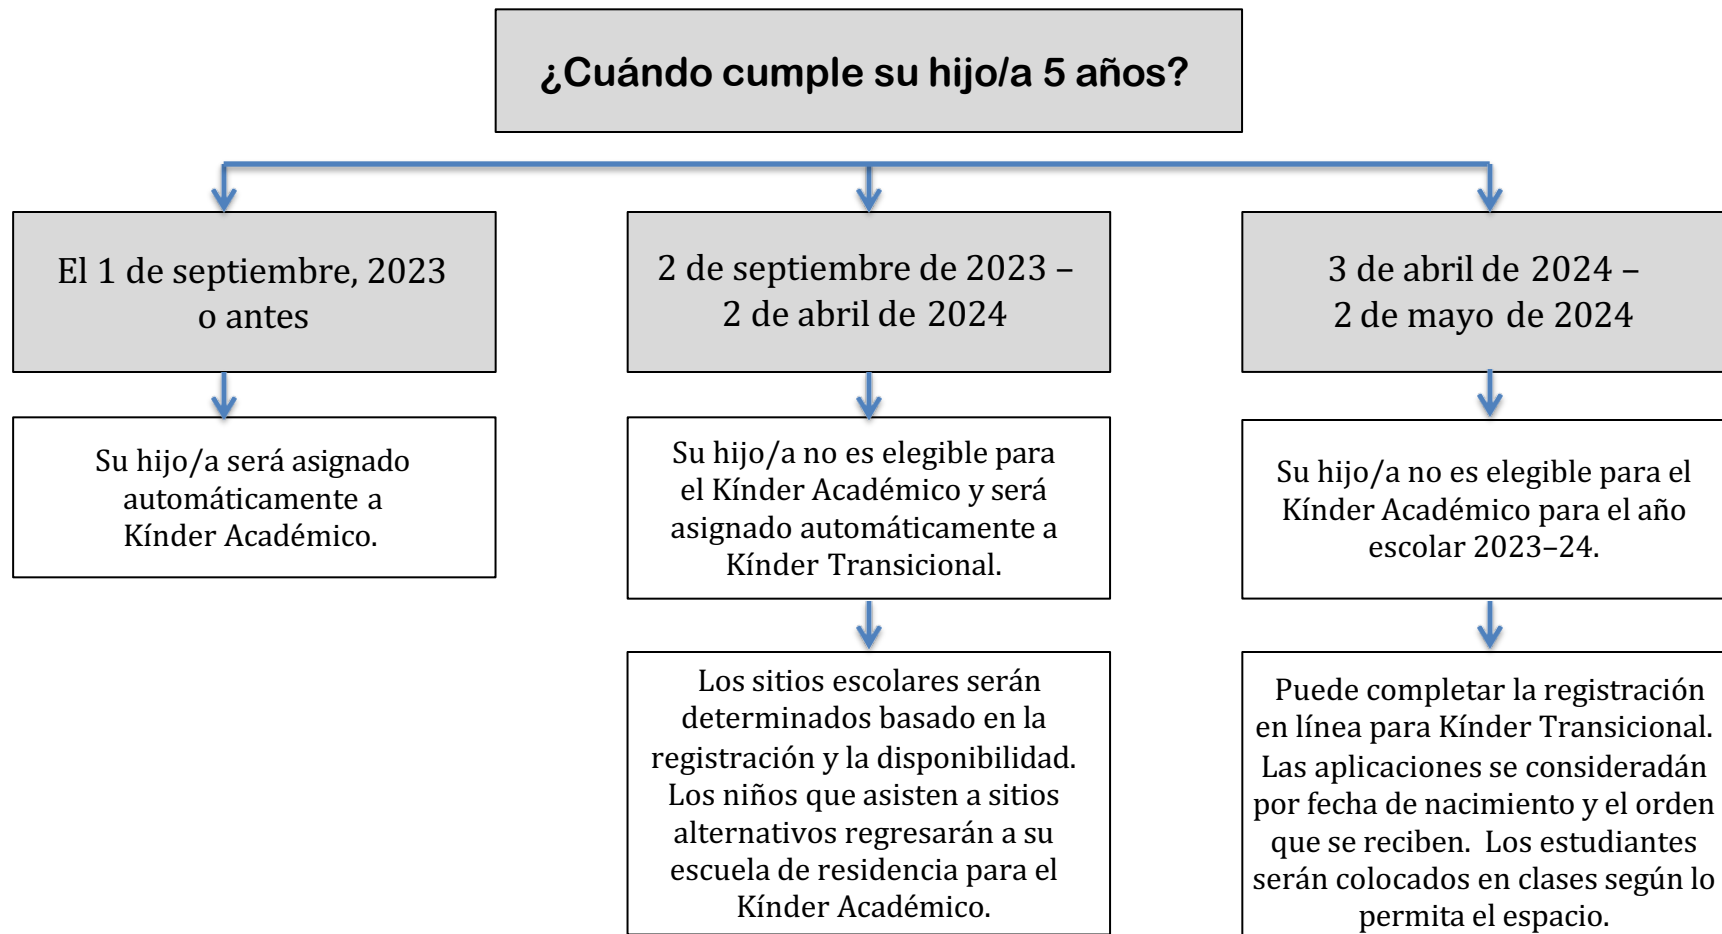 ¿Cuándo cumple su hijo/a 5 años?
El 1 de septiembre, 2023
o antes
Su hijo/a será asignado
automáticamente a
Kínder Académico.
2 de septiembre de 2023 –
2 de abril de 2024
Su hijo/a no es elegible para
el Kínder Académico y será
asignado automáticamente a
Kínder Transicional.
Los sitios escolares serán
determinados basado en la
registración y la disponibilidad.
Los niños que asisten a sitios
alternativos regresarán a su
escuela de residencia para el
Kínder Académico.
3 de abril de 2024 –
2 de mayo de 2024
Su hijo/a no es elegible para el
Kínder Académico para el año
escolar 2023–24.
Puede completar la registración
en línea para Kínder Transicional.
Las aplicaciones se consideradán
por fecha de nacimiento y el orden
que se reciben. Los estudiantes
serán colocados en clases según lo
permita el espacio.